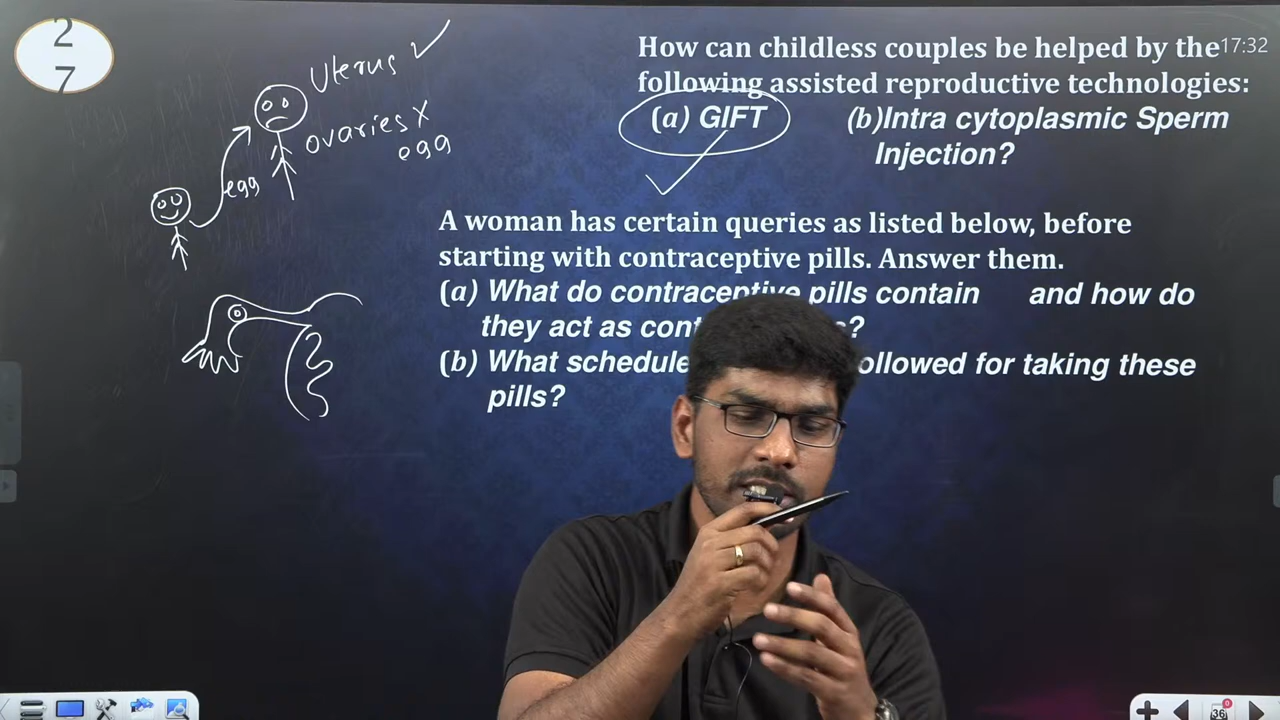 2
7
Uterus ✓
ovaries X
egg
egg
17:32
How can childless couples be helped by the
following assisted reproductive technologies:
(a) GIFT (b)Intra cytoplasmic Sperm
Injection?
A woman has certain queries as listed below, before
starting with contraceptive pills. Answer them.
(a) What do contraceptive pills contain and how do
they act as cont ?
(b) What schedule ollowed for taking these
pills?
36